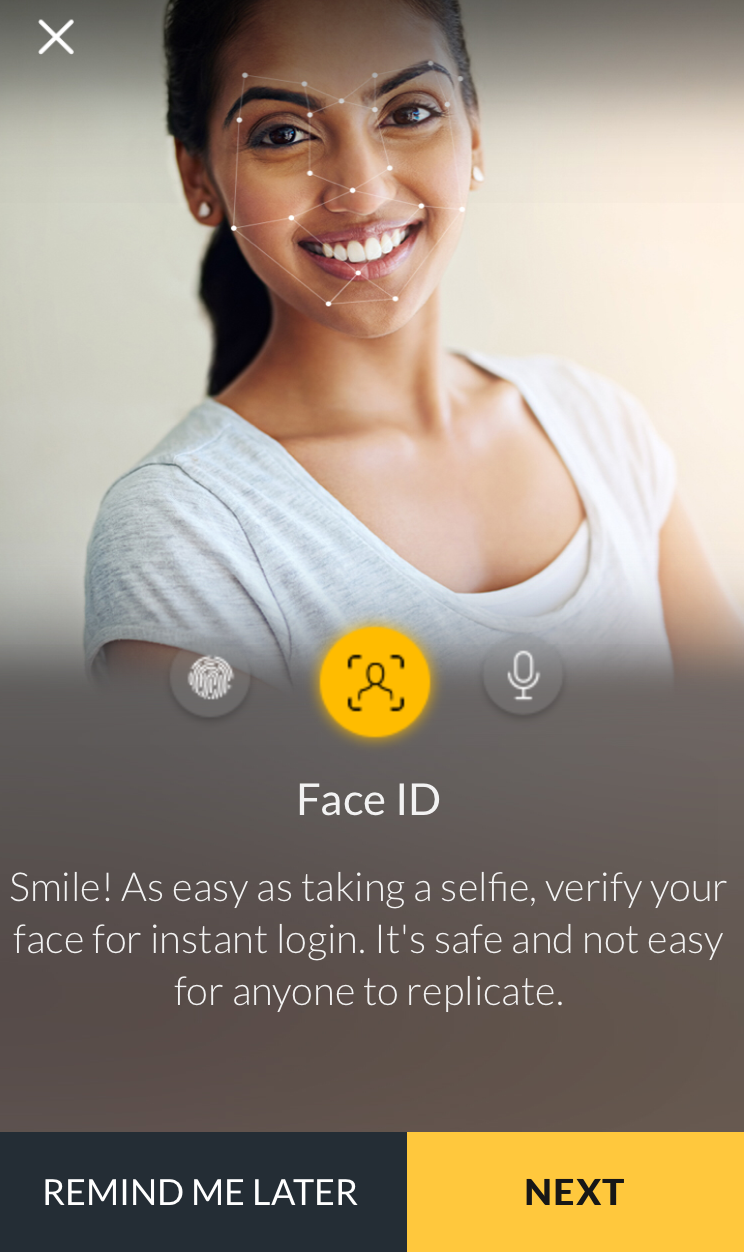 Face ID
Smile! As easy as taking a selfie, verify your
face for instant login. It's safe and not easy
for anyone to replicate.
REMIND ME LATER
NEXT